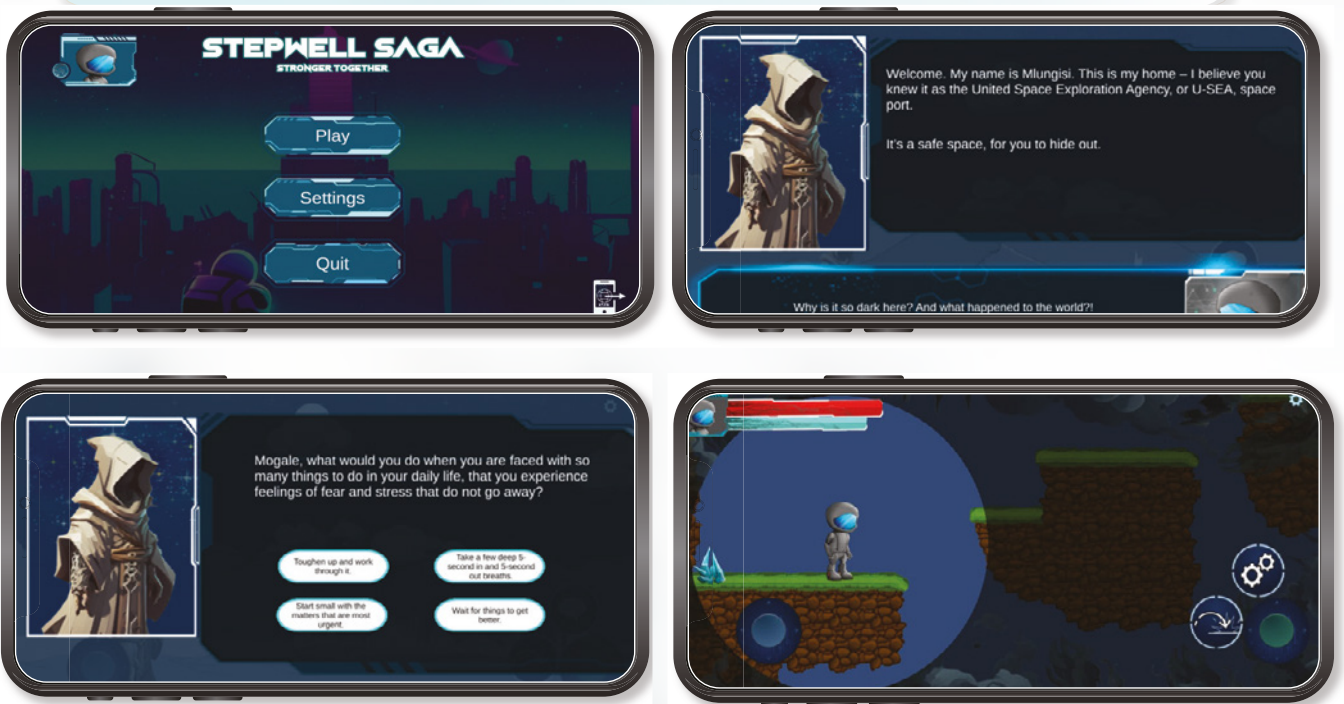 STEPWELL SAGA
STRONGER TOGETHER
Play
Settings
Quit
Welcome. My name is Mlungisi. This is my home – I believe you
knew it as the United Space Exploration Agency, or U-SEA, space
port.
It's a safe space, for you to hide out.
Why is it so dark here? And what happened to the world?!
Mogale, what would you do when you are faced with so
many things to do in your daily life, that you experience
feelings of fear and stress that do not go away?
Toughen up and work
through it.
Take a few deep 5-
second in and 5-second
out breaths.
Start small with the
matters that are most
urgent.
Wait for things to get
better.